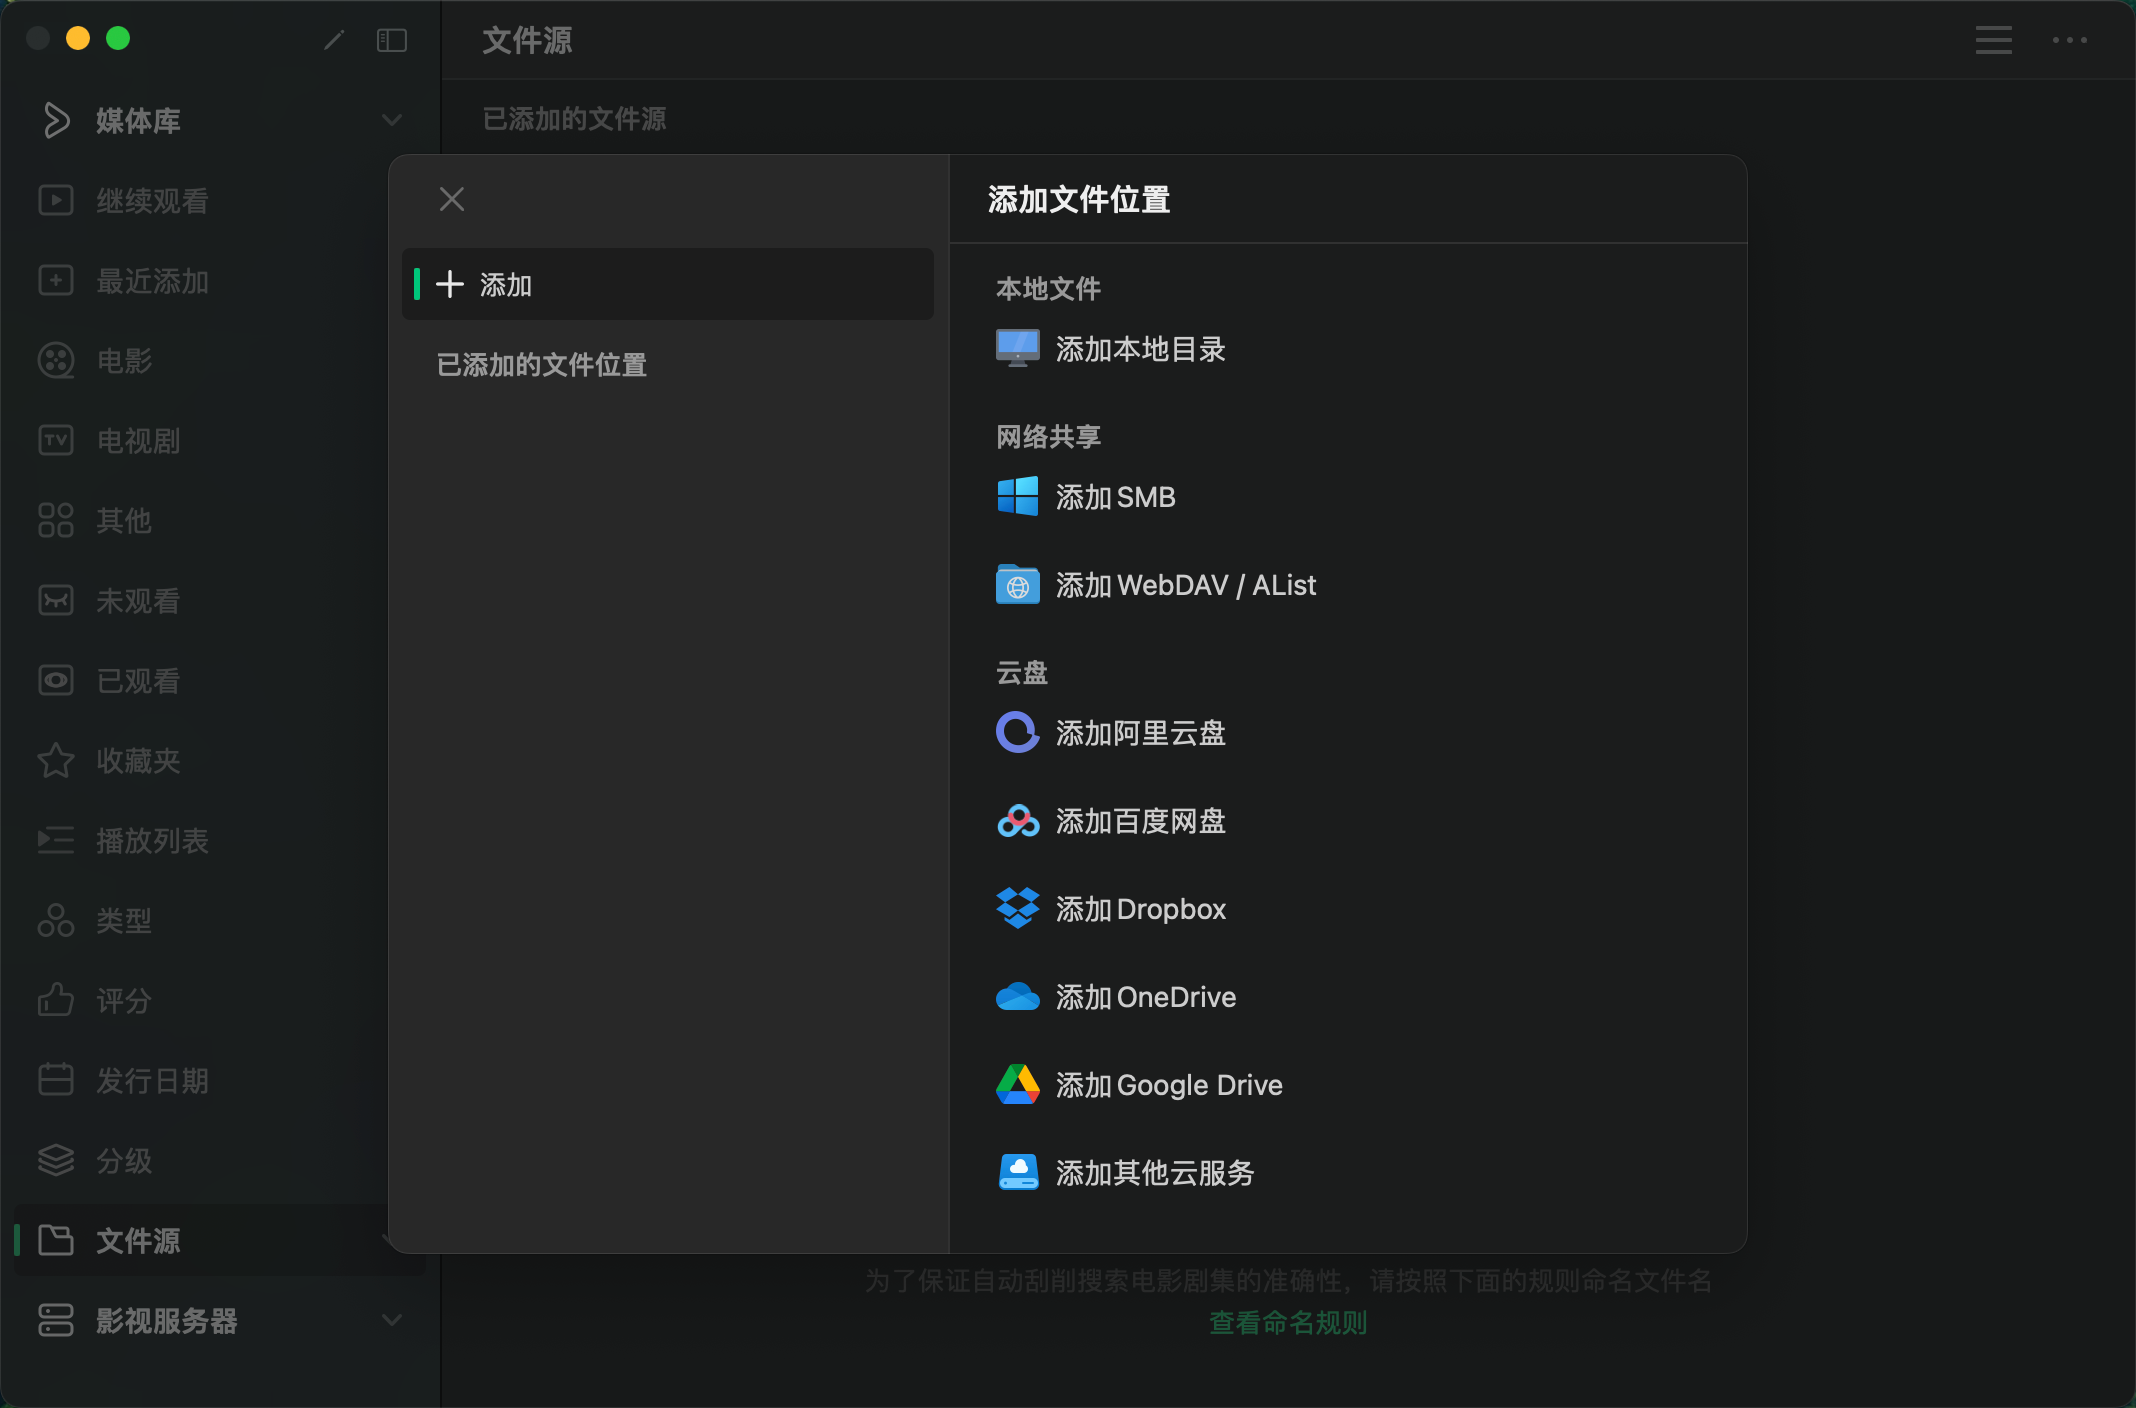 文件源
媒体库
继续观看
最近添加
电影
TV
电视剧
其他
未观看
已观看
收藏夹
播放列表
类型
评分
发行日期
分级
文件源
影视服务器
已添加的文件源
添加
已添加的文件位置
添加文件位置
本地文件
添加本地目录
网络共享
添加 SMB
添加 WebDAV / AList
云盘
添加阿里云盘
添加百度网盘
添加 Dropbox
添加 OneDrive
添加 Google Drive
添加其他云服务
为了保证自动刮削搜索电影剧集的准确性，请按照下面的规则命名文件名
查看命名规则